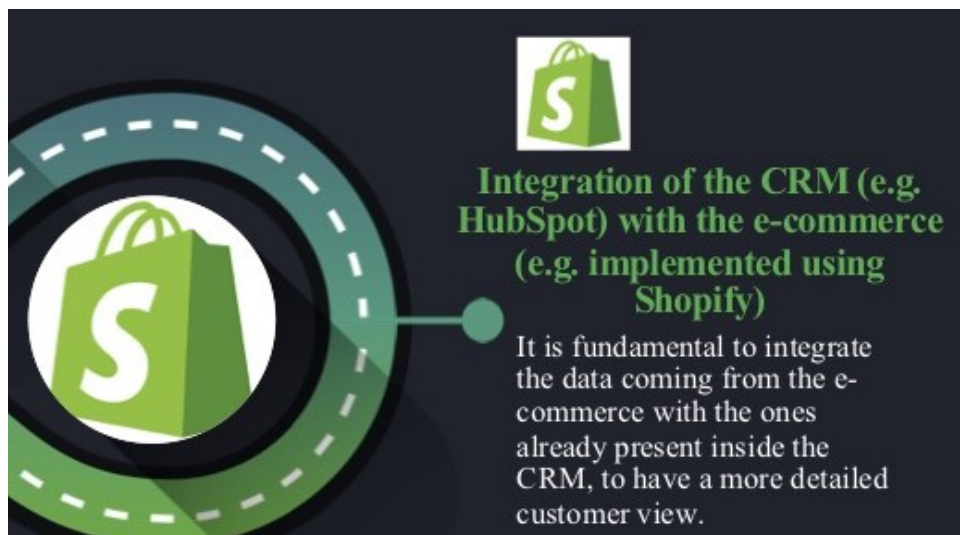 S
Integration of the CRM (e.g.
HubSpot) with the e-commerce
(e.g. implemented using
Shopify)
S
It is fundamental to integrate
the data coming from the e-
commerce with the ones
already present inside the
CRM, to have a more detailed
customer view.